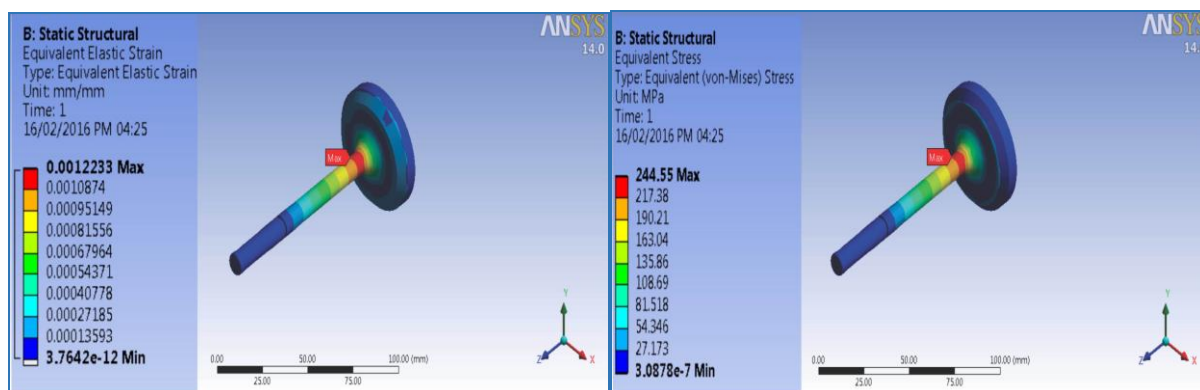 B: Static Structural
Equivalent Elastic Strain
Type: Equivalent Elastic Strain
Unit: mm/mm
Time: 1
16/02/2016 PM 04:25
0.0012233 Max
0.0010874
0.00095149
0.00081556
0.00067964
0.00054371
0.00040778
0.00027185
0.00013593
3.7642e-12 Min
ANSYS
14.0
Max
0.00
50.00
100.00 (mm)
25.00
75.00
Y
Z
X
B: Static Structural
Equivalent Stress
Type: Equivalent (von-Mises) Stress
Unit: MPa
Time: 1
16/02/2016 PM 04:25
244.55 Max
217.38
190.21
163.04
135.86
108.69
81.518
54.346
27.173
3.0878e-7 Min
ANSYS
14.0
Max
0.00
50.00
100.00 (mm)
25.00
75.00
Y
Z
X